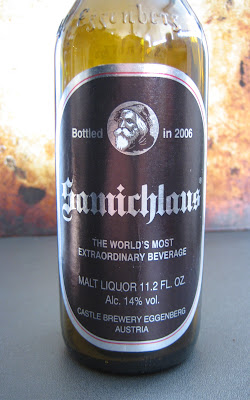 Eggenberg
Bottled in 2006
Samichlaus®
THE WORLD'S MOST
EXTRAORDINARY BEVERAGE
MALT LIQUOR 11.2 FL. OZ.
Alc. 14% vol.
CASTLE BREWERY EGGENBERG
AUSTRIA